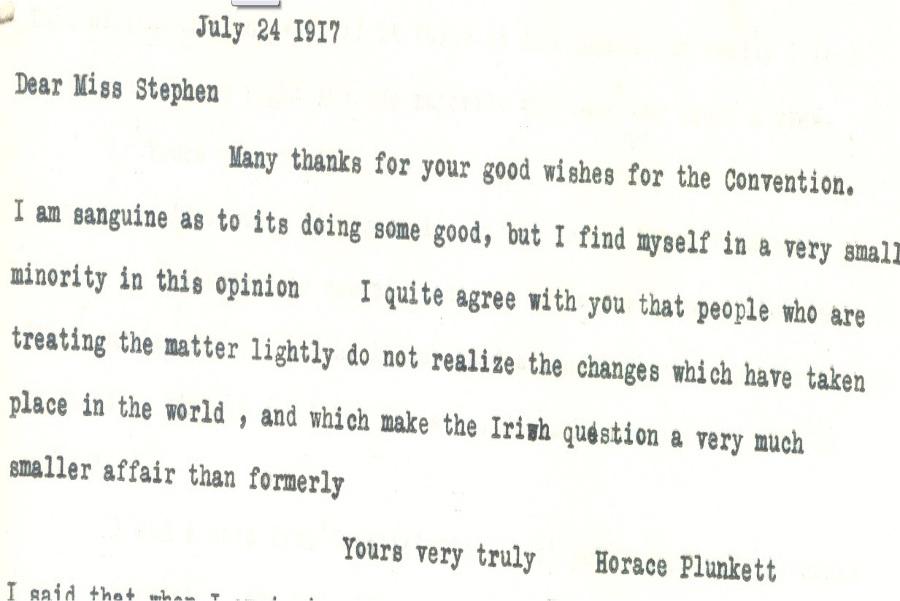 July 24 1917
Dear Miss Stephen
Many thanks for your good wishes for the Convention.
I am sanguine as to its doing some good, but I find myself in a very small
minority in this opinion I quite agree with you that people who are
treating the matter lightly do not realize the changes which have taken
place in the world , and which make the Irish question a very much
smaller affair than formerly
Yours very truly Horace Plunkett
I said that when I